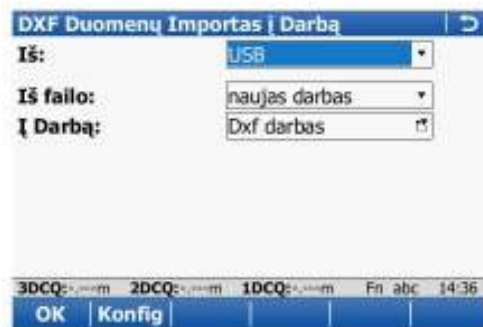 DXF Duomenų Importas į Darbą
Iš: USB
Iš failo: naujas darbas
Į Darbą: Dxf darbas
3DCQ:-.---m 2DCQ:-.---m 1DCQ:-.---m Fn abc 14:36
OK Konfig